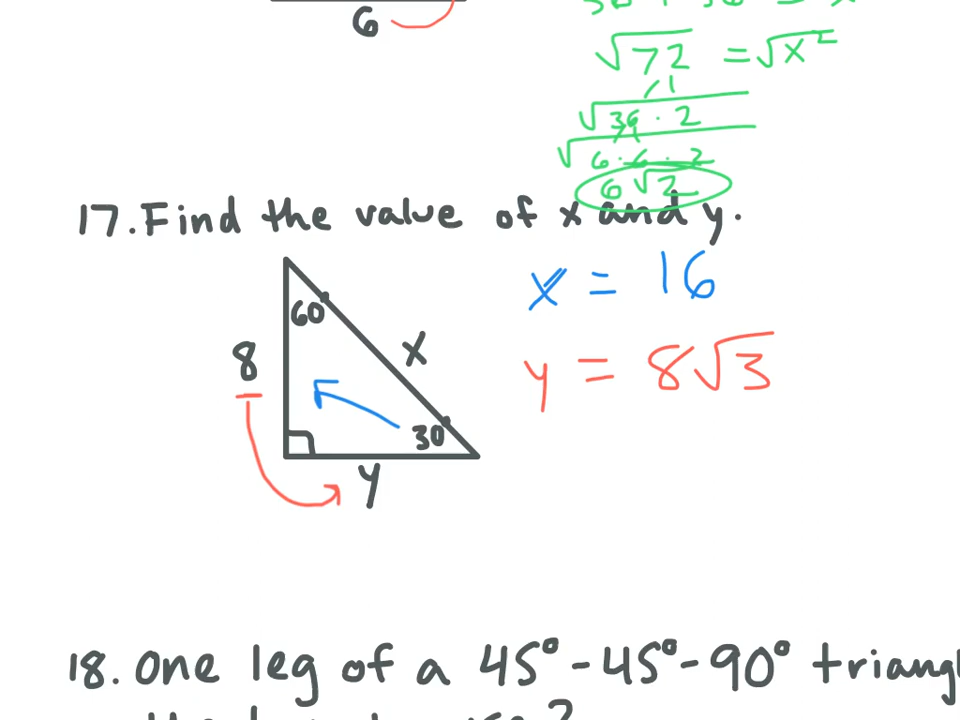 6
√72 = √x²
√36 · 2
√6 · 6 · 2
6√2
17. Find the value of x and y.
x = 16
60
8
x
y = 8√3
30
y
18. One leg of a 45° - 45° - 90°